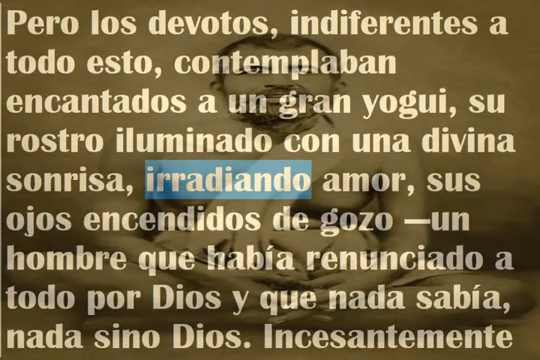 Pero los devotos, indiferentes a
todo esto, contemplaban
encantados a un gran yogui, su
rostro iluminado con una divina
sonrisa, irradiando amor, sus
ojos encendidos de gozo —un
hombre que había renunciado a
todo por Dios y que nada sabía,
nada sino Dios. Incesantemente